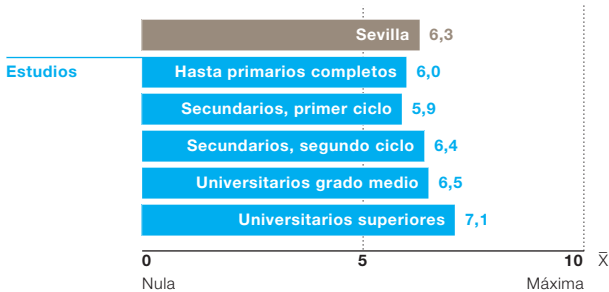 Sevilla 6,3
Estudios
Hasta primarios completos 6,0
Secundarios, primer ciclo 5,9
Secundarios, segundo ciclo 6,4
Universitarios grado medio 6,5
Universitarios superiores 7,1
0 5 10 X̅
Nula Máxima